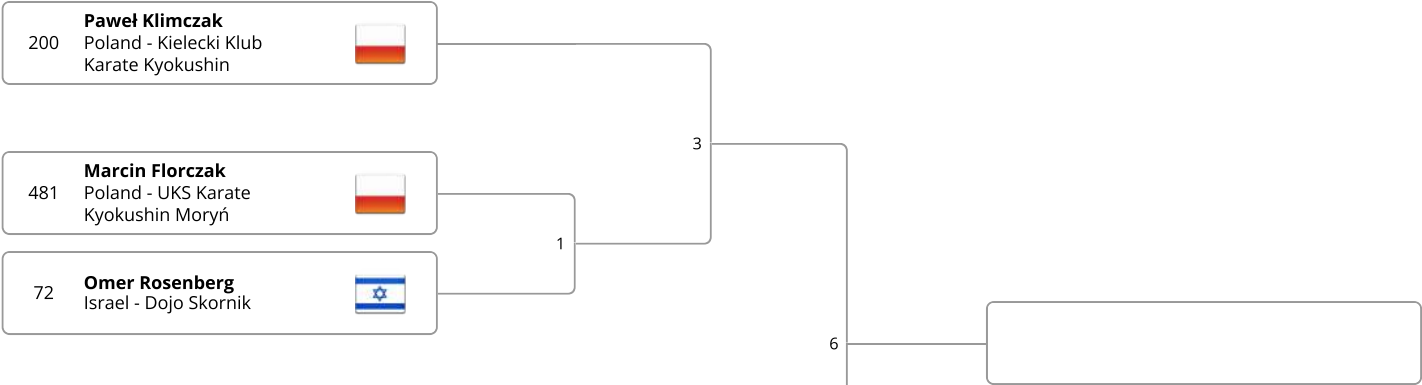 Paweł Klimczak
200
Poland - Kielecki Klub
Karate Kyokushin
3
Marcin Florczak
481
Poland - UKS Karate
Kyokushin Moryń
1
Omer Rosenberg
72
Israel - Dojo Skornik
6